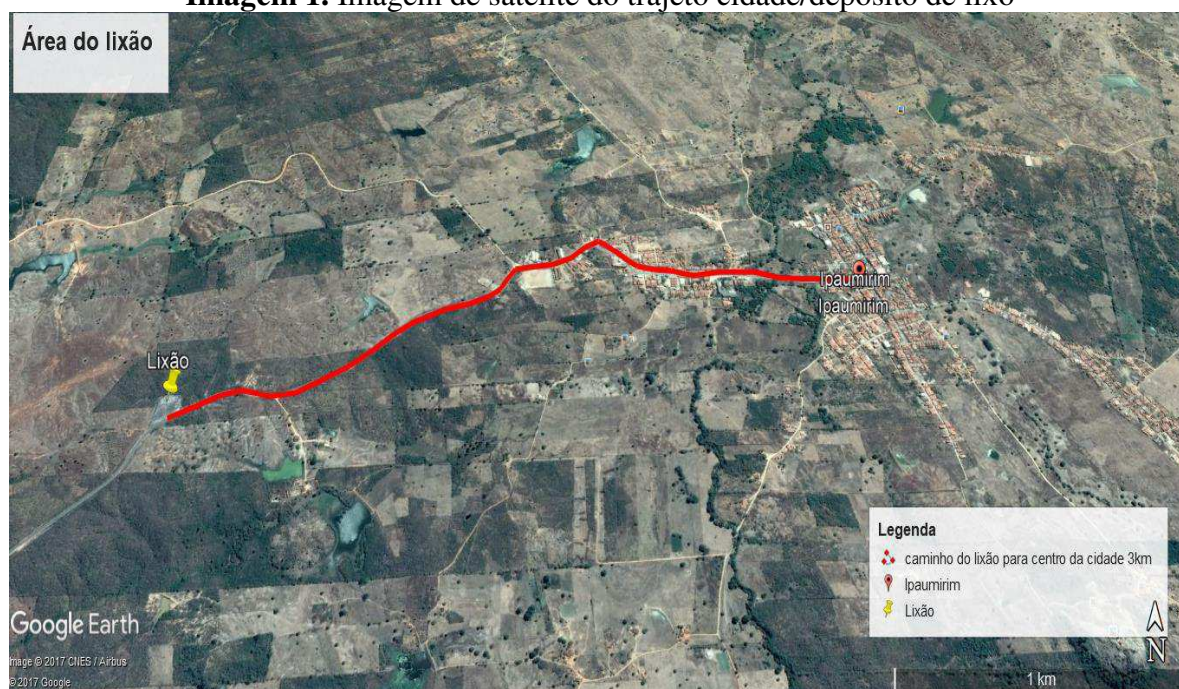 Imagem 1. Imagem de satélite do trajeto cidade/depósito de lixo
Área do lixão
Ipaumirim
Ipaumirim
Lixão
Legenda
caminho do lixão para centro da cidade 3km
Ipaumirim
Lixão
N
Google Earth
Image © 2017 CNES / Airbus
© 2017 Google
1 km